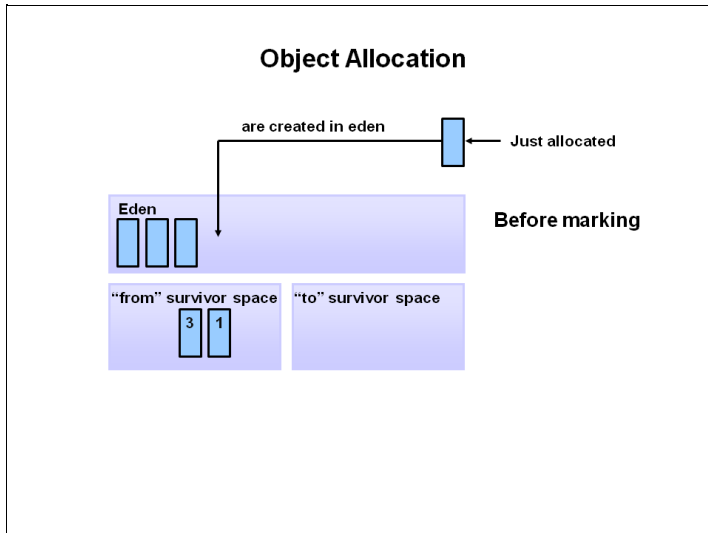 Object Allocation
are created in eden
Just allocated
Eden
Before marking
“from” survivor space
“to” survivor space
3 1